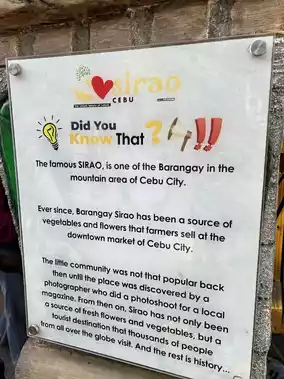 sirao
CEBU
Did You
Know That ? !!
The famous SIRAO, is one of the Barangay in the
mountain area of Cebu City.
Ever since, Barangay Sirao has been a source of
vegetables and flowers that farmers sell at the
downtown market of Cebu City.
The little community was not that popular back
then until the place was discovered by a
photographer who did a photoshoot for a local
magazine. From then on, Sirao has not only been
a source of fresh flowers and vegetables, but a
tourist destination that thousands of people
from all over the globe visit. And the rest is history...